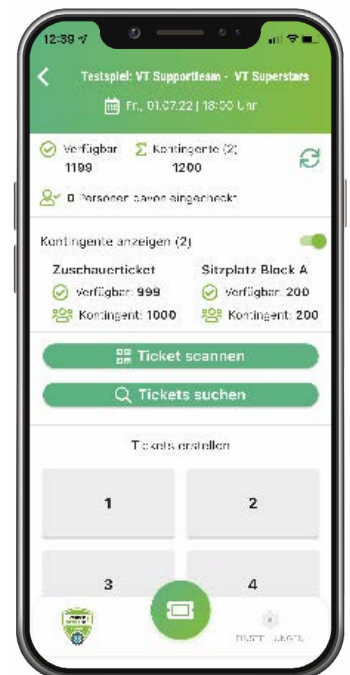 12:39
Testspiel: VT Supportteam - VT Superstars
Fr., 01.07.22 | 18:00 Uhr
Verfügbar Kontingente (2)
1199 1200
0 Personen davon eingecheckt
Kontingente anzeigen (2)
Zuschauerticket Sitzplatz Block A
Verfügbar: 999 Verfügbar: 200
Kontingent: 1000 Kontingent: 200
Ticket scannen
Tickets suchen
Tickets erstellen
1 2
3 4
EINSTELLUNGEN